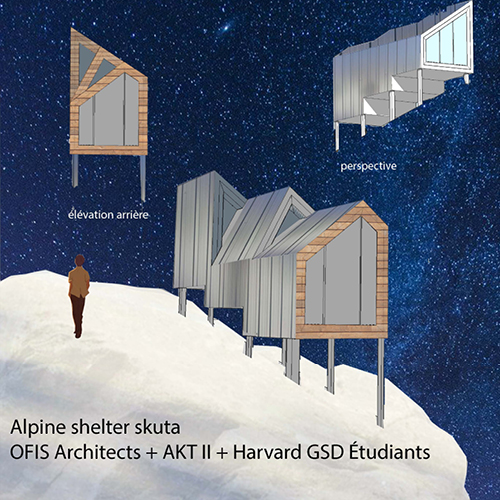 perspective
élévation arrière
Alpine shelter skuta
OFIS Architects + AKT II + Harvard GSD Étudiants